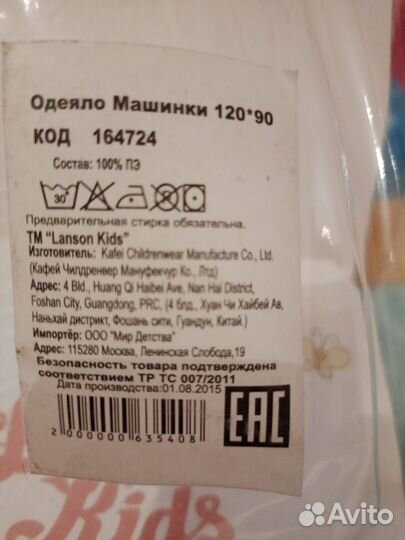 Одеяло Машинки 120*90
КОД 164724
Состав: 100% ПЭ
30
Предварительная стирка обязательна.
ТМ "Lanson Kids"
Изготовитель: Kafei Childrenwear Manufacture Co., Ltd.
(Кафей Чилдренвер Мануфекчур Ко., Лтд)
Адрес: 4 Bld., Huang Qi Haibei Ave, Nan Hai District,
Foshan City, Guangdong, PRC, (4 блд., Хуан Чи Хайбей Ав,
Наньхай дистрикт, Фошань сити, Гуандун, Китай.)
Импортёр: ООО "Мир Детства"
Адрес: 115280 Москва, Ленинская Слобода,19
Безопасность товара подтверждена
соответствием ТР ТС 007/2011
Дата производства:01.08.2015
2 000000 635408
EAC
Kids
Avito